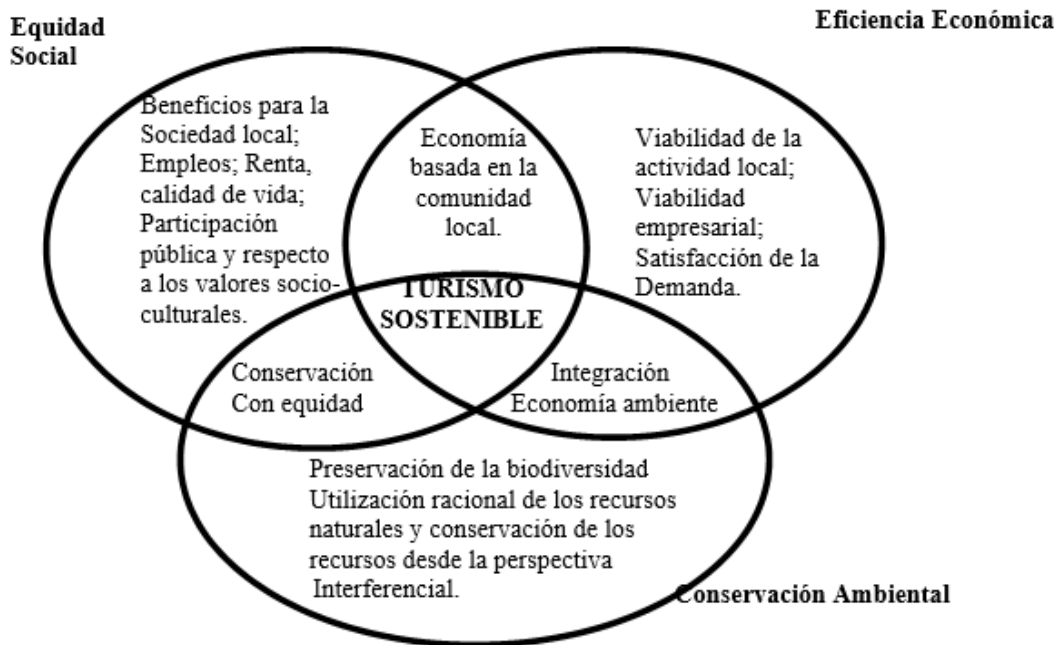 Equidad
Social
Eficiencia Económica
Beneficios para la
Sociedad local;
Empleos; Renta,
calidad de vida;
Participación
pública y respecto
a los valores socio-
culturales.
Economía
basada en la
comunidad
local.
Viabilidad de la
actividad local;
Viabilidad
empresarial;
Satisfacción de la
Demanda.
TURISMO
SOSTENIBLE
Conservación
Con equidad
Integración
Economía ambiente
Preservación de la biodiversidad
Utilización racional de los recursos
naturales y conservación de los
recursos desde la perspectiva
Interferencial.
Conservación Ambiental